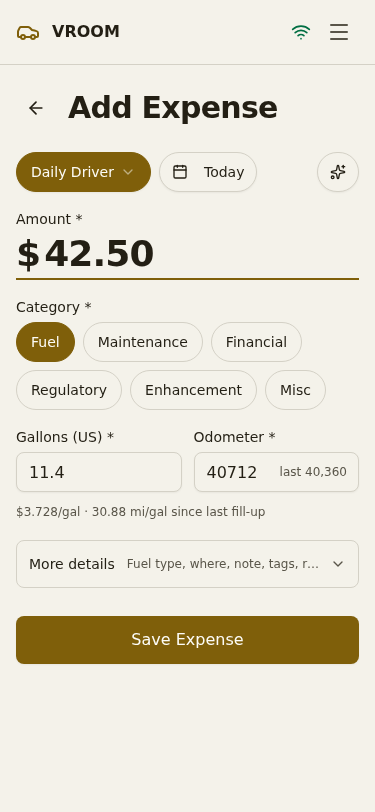 VROOM
Add Expense
Daily Driver
Today
Amount *
$ 42.50
Category *
Fuel Maintenance Financial
Regulatory Enhancement Misc
Gallons (US) * Odometer *
11.4 40712 last 40,360
$3.728/gal · 30.88 mi/gal since last fill-up
More details Fuel type, where, note, tags, r…
Save Expense